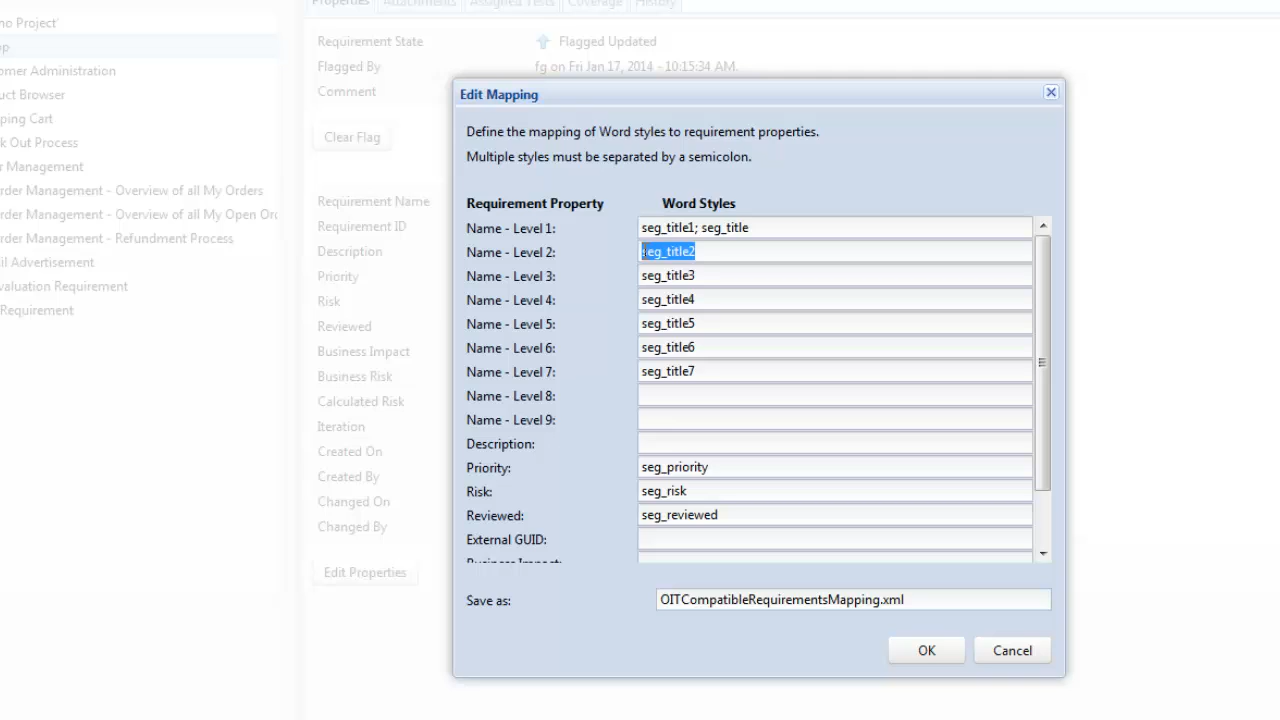 Properties Attachments Assigned Tests Coverage History
no Project'
op
omer Administration
uct Browser
ping Cart
k Out Process
r Management
rder Management - Overview of all My Orders
rder Management - Overview of all My Open Or
rder Management - Refundment Process
il Advertisement
valuation Requirement
Requirement
Requirement State Flagged Updated
Flagged By fg on Fri Jan 17, 2014 - 10:15:34 AM.
Comment
Clear Flag
Requirement Name
Requirement ID
Description
Priority
Risk
Reviewed
Business Impact
Business Risk
Calculated Risk
Iteration
Created On
Created By
Changed On
Changed By
Edit Properties
Edit Mapping
Define the mapping of Word styles to requirement properties.
Multiple styles must be separated by a semicolon.
Requirement Property Word Styles
Name - Level 1: seg_title1; seg_title
Name - Level 2: seg_title2
Name - Level 3: seg_title3
Name - Level 4: seg_title4
Name - Level 5: seg_title5
Name - Level 6: seg_title6
Name - Level 7: seg_title7
Name - Level 8:
Name - Level 9:
Description:
Priority: seg_priority
Risk: seg_risk
Reviewed: seg_reviewed
External GUID:
Business Impact:
Save as: OITCompatibleRequirementsMapping.xml
OK Cancel